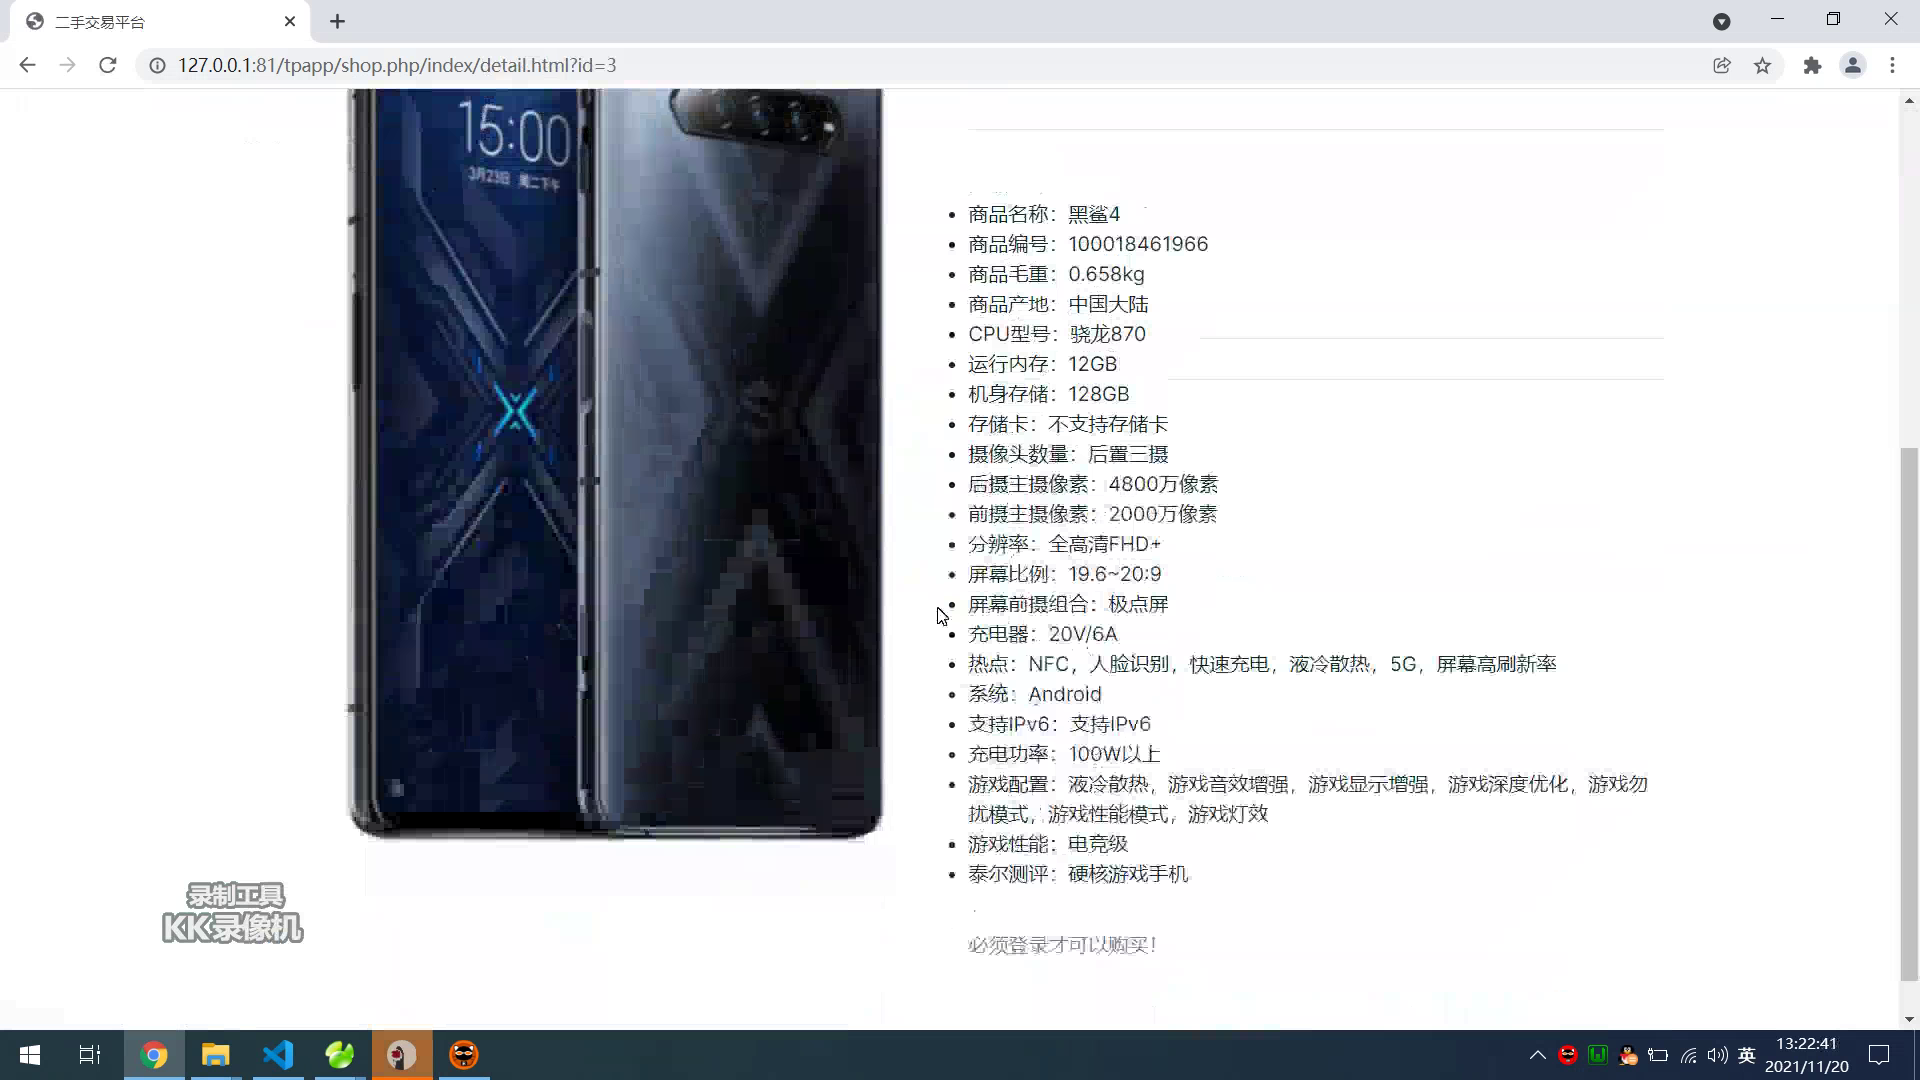 二手交易平台
127.0.0.1:81/tpapp/shop.php/index/detail.html?id=3
15:00
3月23日 周二下午
商品名称：黑鲨4
商品编号：100018461966
商品毛重：0.658kg
商品产地：中国大陆
CPU型号：骁龙870
运行内存：12GB
机身存储：128GB
存储卡：不支持存储卡
摄像头数量：后置三摄
后摄主摄像素：4800万像素
前摄主摄像素：2000万像素
分辨率：全高清FHD+
屏幕比例：19.6~20:9
屏幕前摄组合：极点屏
充电器：20V/6A
热点：NFC，人脸识别，快速充电，液冷散热，5G，屏幕高刷新率
系统：Android
支持IPv6：支持IPv6
充电功率：100W以上
游戏配置：液冷散热，游戏音效增强，游戏显示增强，游戏深度优化，游戏勿
扰模式，游戏性能模式，游戏灯效
游戏性能：电竞级
泰尔测评：硬核游戏手机
必须登录才可以购买！
录制工具
KK录像机
英
13:22:41
2021/11/20